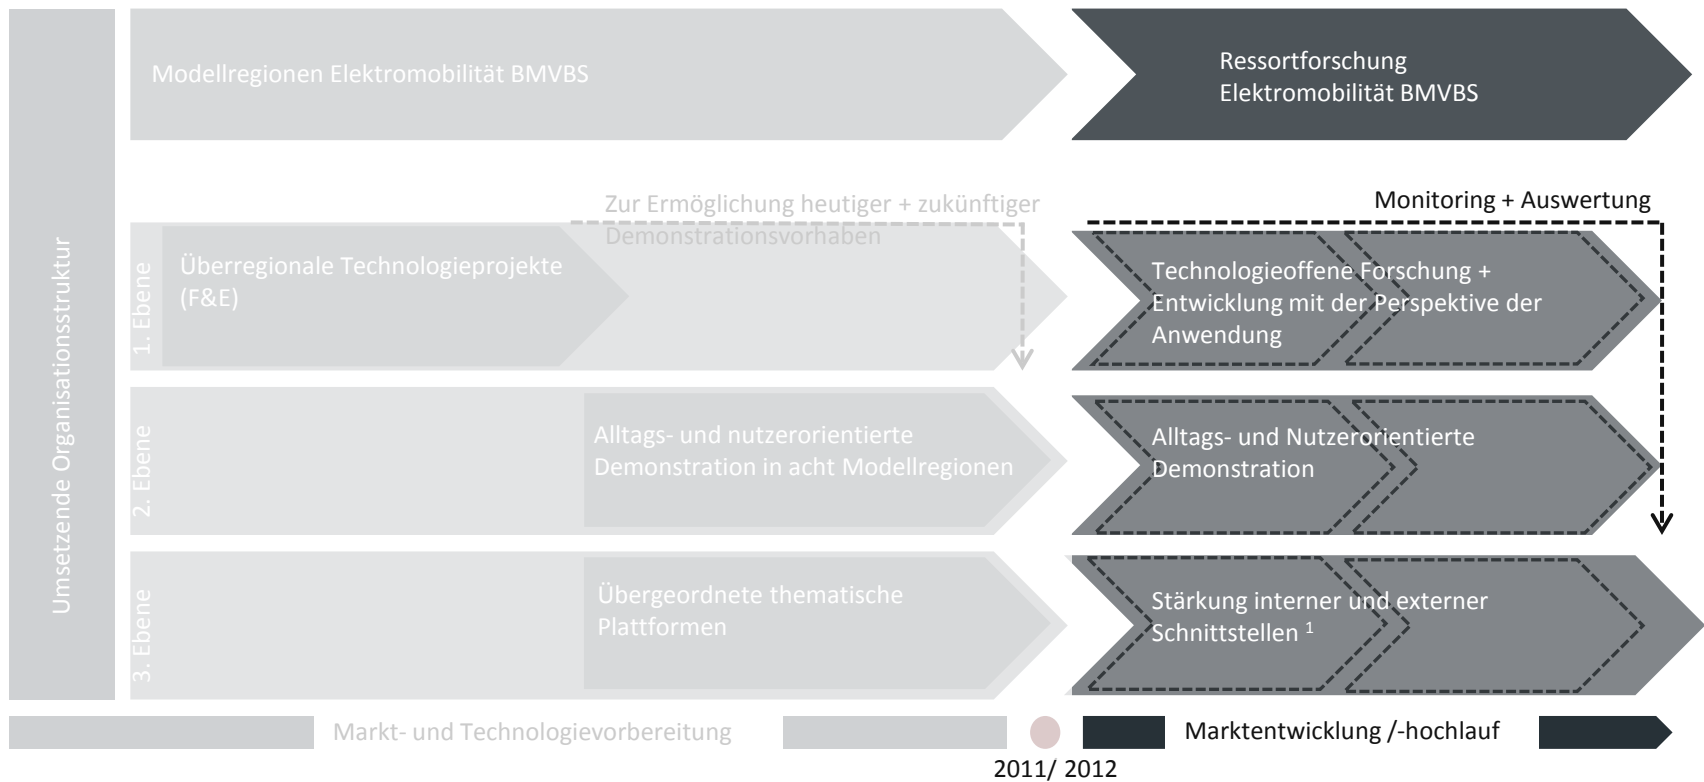 Modellregionen Elektromobilität BMVBS
Ressortforschung
Elektromobilität BMVBS
Umsetzende Organisationsstruktur
Zur Ermöglichung heutiger + zukünftiger
Demonstrationsvorhaben
Monitoring + Auswertung
1. Ebene
Überregionale Technologieprojekte
(F&E)
Technologieoffene Forschung +
Entwicklung mit der Perspektive der
Anwendung
2. Ebene
Alltags- und nutzerorientierte
Demonstration in acht Modellregionen
Alltags- und Nutzerorientierte
Demonstration
3. Ebene
Übergeordnete thematische
Plattformen
Stärkung interner und externer
Schnittstellen ¹
Markt- und Technologievorbereitung
Marktentwicklung /-hochlauf
2011/ 2012